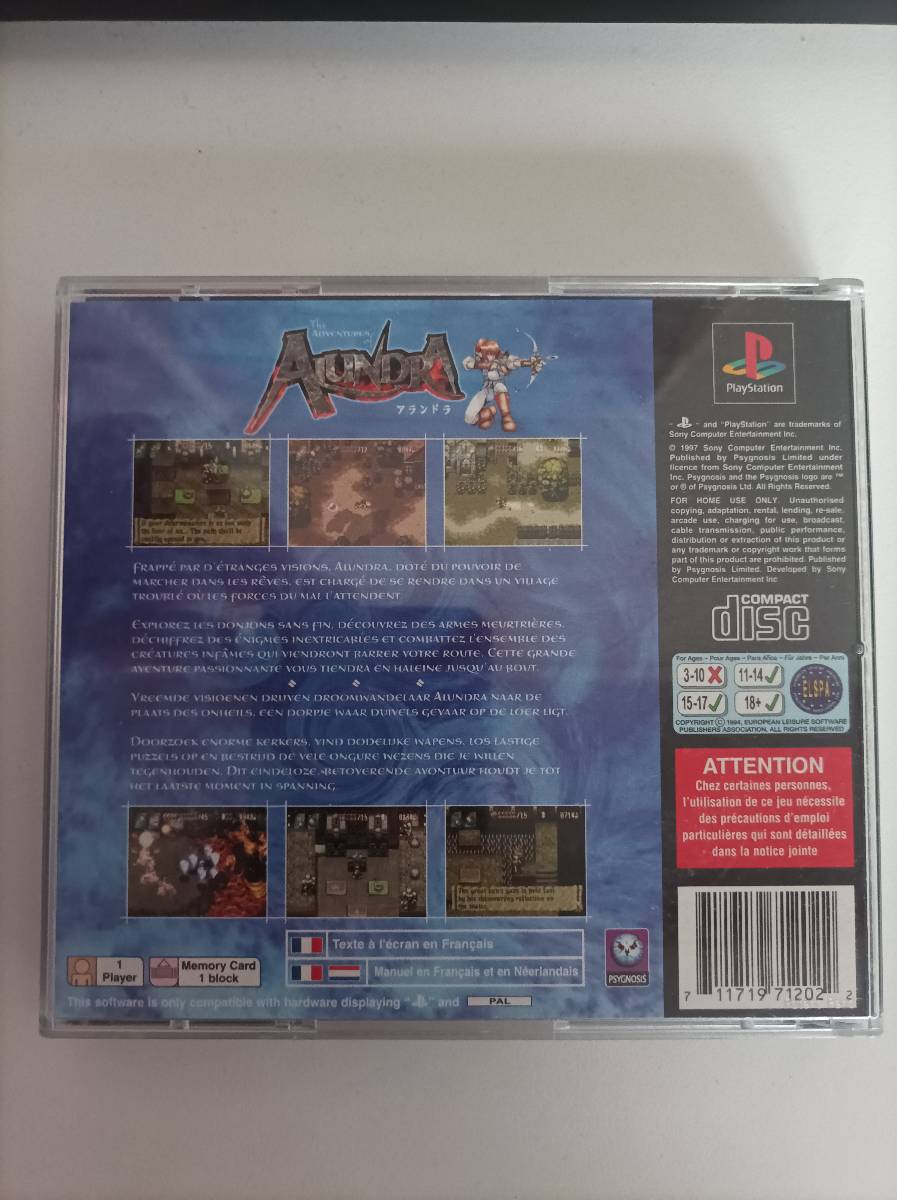 The
Adventures
of
ALUNDRA
アランドラ
If your determination is as one only
the door of
The path shall be
Frappé par d'étranges visions, Alundra, doté du pouvoir de
marcher dans les rêves, est chargé de se rendre dans un village
troublé où les forces du mal l'attendent.
Explorez les donjons sans fin, découvrez des armes meurtrières,
déchiffrez des énigmes inextricables et combattez l'ensemble des
créatures infâmes qui viendront barrer votre route. Cette grande
aventure passionnante vous tiendra en haleine jusqu'au bout.
Vreemde visioenen drijven droomwandelaar Alundra naar de
plaats des onheils, een dorpje waar duivels gevaar op de loer ligt.
Doorzoek enorme kerkers, vind dodelijke wapens, los lastige
puzzels op en bestrijd de vele ongure wezens die je willen
tegenhouden. Dit eindeloze, betoverende avontuur houdt je tot
het laatste moment in spanning.
Texte à l'écran en Français
Manuel en Français et en Néerlandais
1
Player
Memory Card
1 block
This software is only compatible with hardware displaying " " and PAL
PSYGNOSIS
PlayStation
" " and "PlayStation" are trademarks of
Sony Computer Entertainment Inc.
© 1997 Sony Computer Entertainment Inc.
Published by Psygnosis Limited under
licence from Sony Computer Entertainment
Inc. Psygnosis and the Psygnosis logo are ™
or ® of Psygnosis Ltd. All Rights Reserved.
FOR HOME USE ONLY. Unauthorised
copying, adaptation, rental, lending, re-sale,
arcade use, charging for use, broadcast,
cable transmission, public performance,
distribution or extraction of this product or
any trademark or copyright work that forms
part of this product are prohibited. Published
by Psygnosis Limited. Developed by Sony
Computer Entertainment Inc
COMPACT
disc
For Ages – Pour Ages – Para Años – Für Jahre – Per Anni
3-10 11-14
15-17 18+
ELSPA
COPYRIGHT © 1994, EUROPEAN LEISURE SOFTWARE
PUBLISHERS ASSOCIATION. ALL RIGHTS RESERVED
ATTENTION
Chez certaines personnes,
l'utilisation de ce jeu nécessite
des précautions d'emploi
particulières qui sont détaillées
dans la notice jointe
7 11719 71202 2